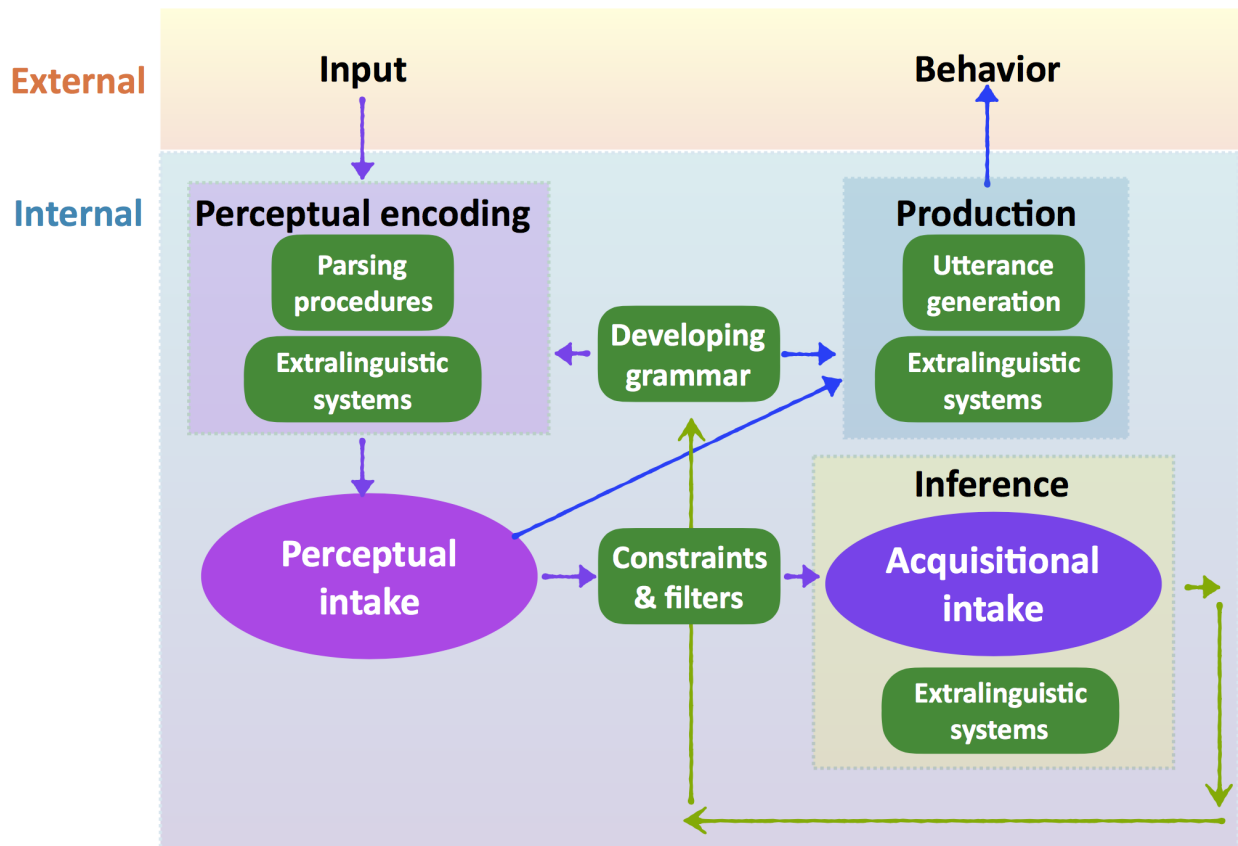 External
Input
Behavior
Internal
Perceptual encoding
Parsing
procedures
Extralinguistic
systems
Developing
grammar
Production
Utterance
generation
Extralinguistic
systems
Perceptual
intake
Constraints
& filters
Inference
Acquisitional
intake
Extralinguistic
systems